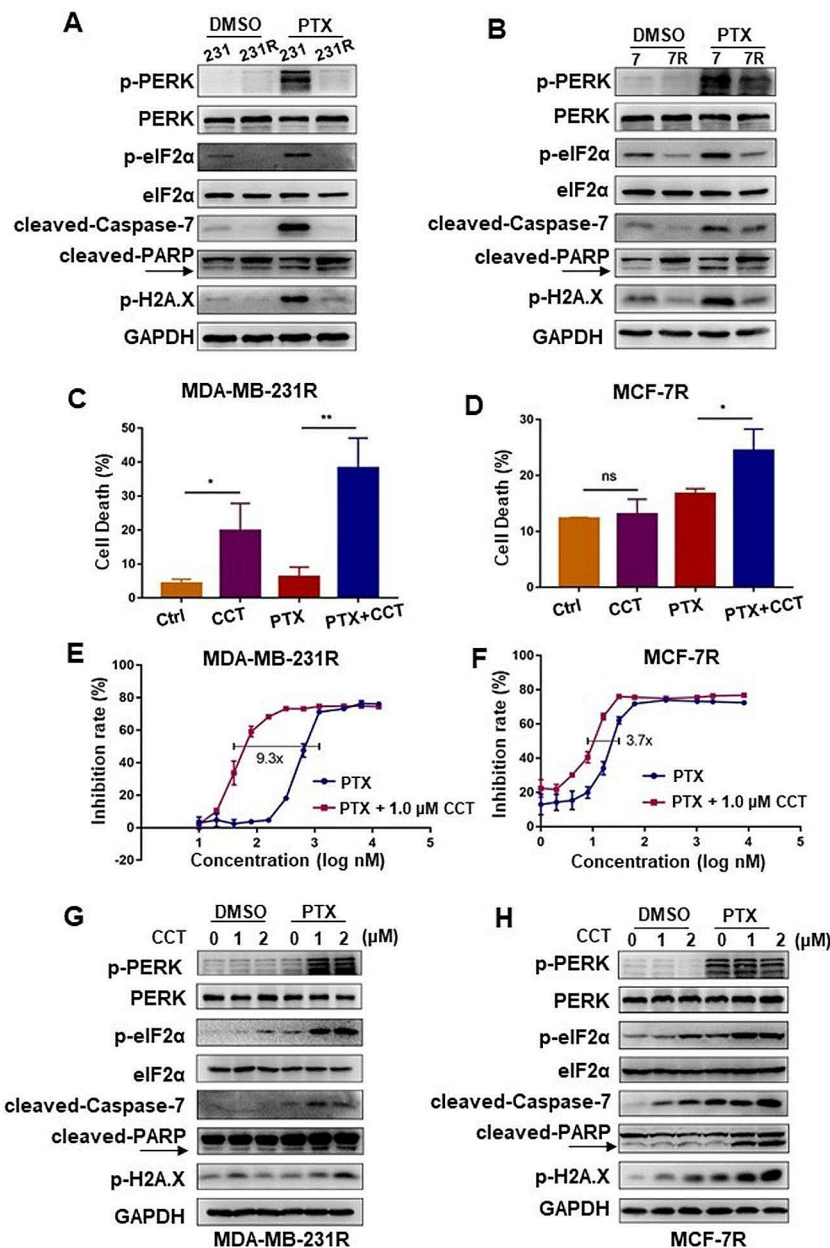 A
DMSO PTX
231 231R 231 231R
p-PERK
PERK
p-eIF2α
eIF2α
cleaved-Caspase-7
cleaved-PARP
p-H2A.X
GAPDH
B
DMSO PTX
7 7R 7 7R
p-PERK
PERK
p-eIF2α
eIF2α
cleaved-Caspase-7
cleaved-PARP
p-H2A.X
GAPDH
C
MDA-MB-231R
Cell Death (%)
50
40
30
20
10
0
*
**
Ctrl CCT PTX PTX+CCT
D
MCF-7R
Cell Death (%)
30
20
10
0
ns
*
Ctrl CCT PTX PTX+CCT
E
MDA-MB-231R
Inhibition rate (%)
100
80
60
40
20
0
-20
9.3x
PTX
PTX + 1.0 µM CCT
0 1 2 3 4 5
Concentration (log nM)
F
MCF-7R
Inhibition rate (%)
100
80
60
40
20
0
3.7x
PTX
PTX + 1.0 µM CCT
0 1 2 3 4 5
Concentration (log nM)
G
DMSO PTX
CCT 0 1 2 0 1 2 (µM)
p-PERK
PERK
p-eIF2α
eIF2α
cleaved-Caspase-7
cleaved-PARP
p-H2A.X
GAPDH
MDA-MB-231R
H
DMSO PTX
CCT 0 1 2 0 1 2 (µM)
p-PERK
PERK
p-eIF2α
eIF2α
cleaved-Caspase-7
cleaved-PARP
p-H2A.X
GAPDH
MCF-7R